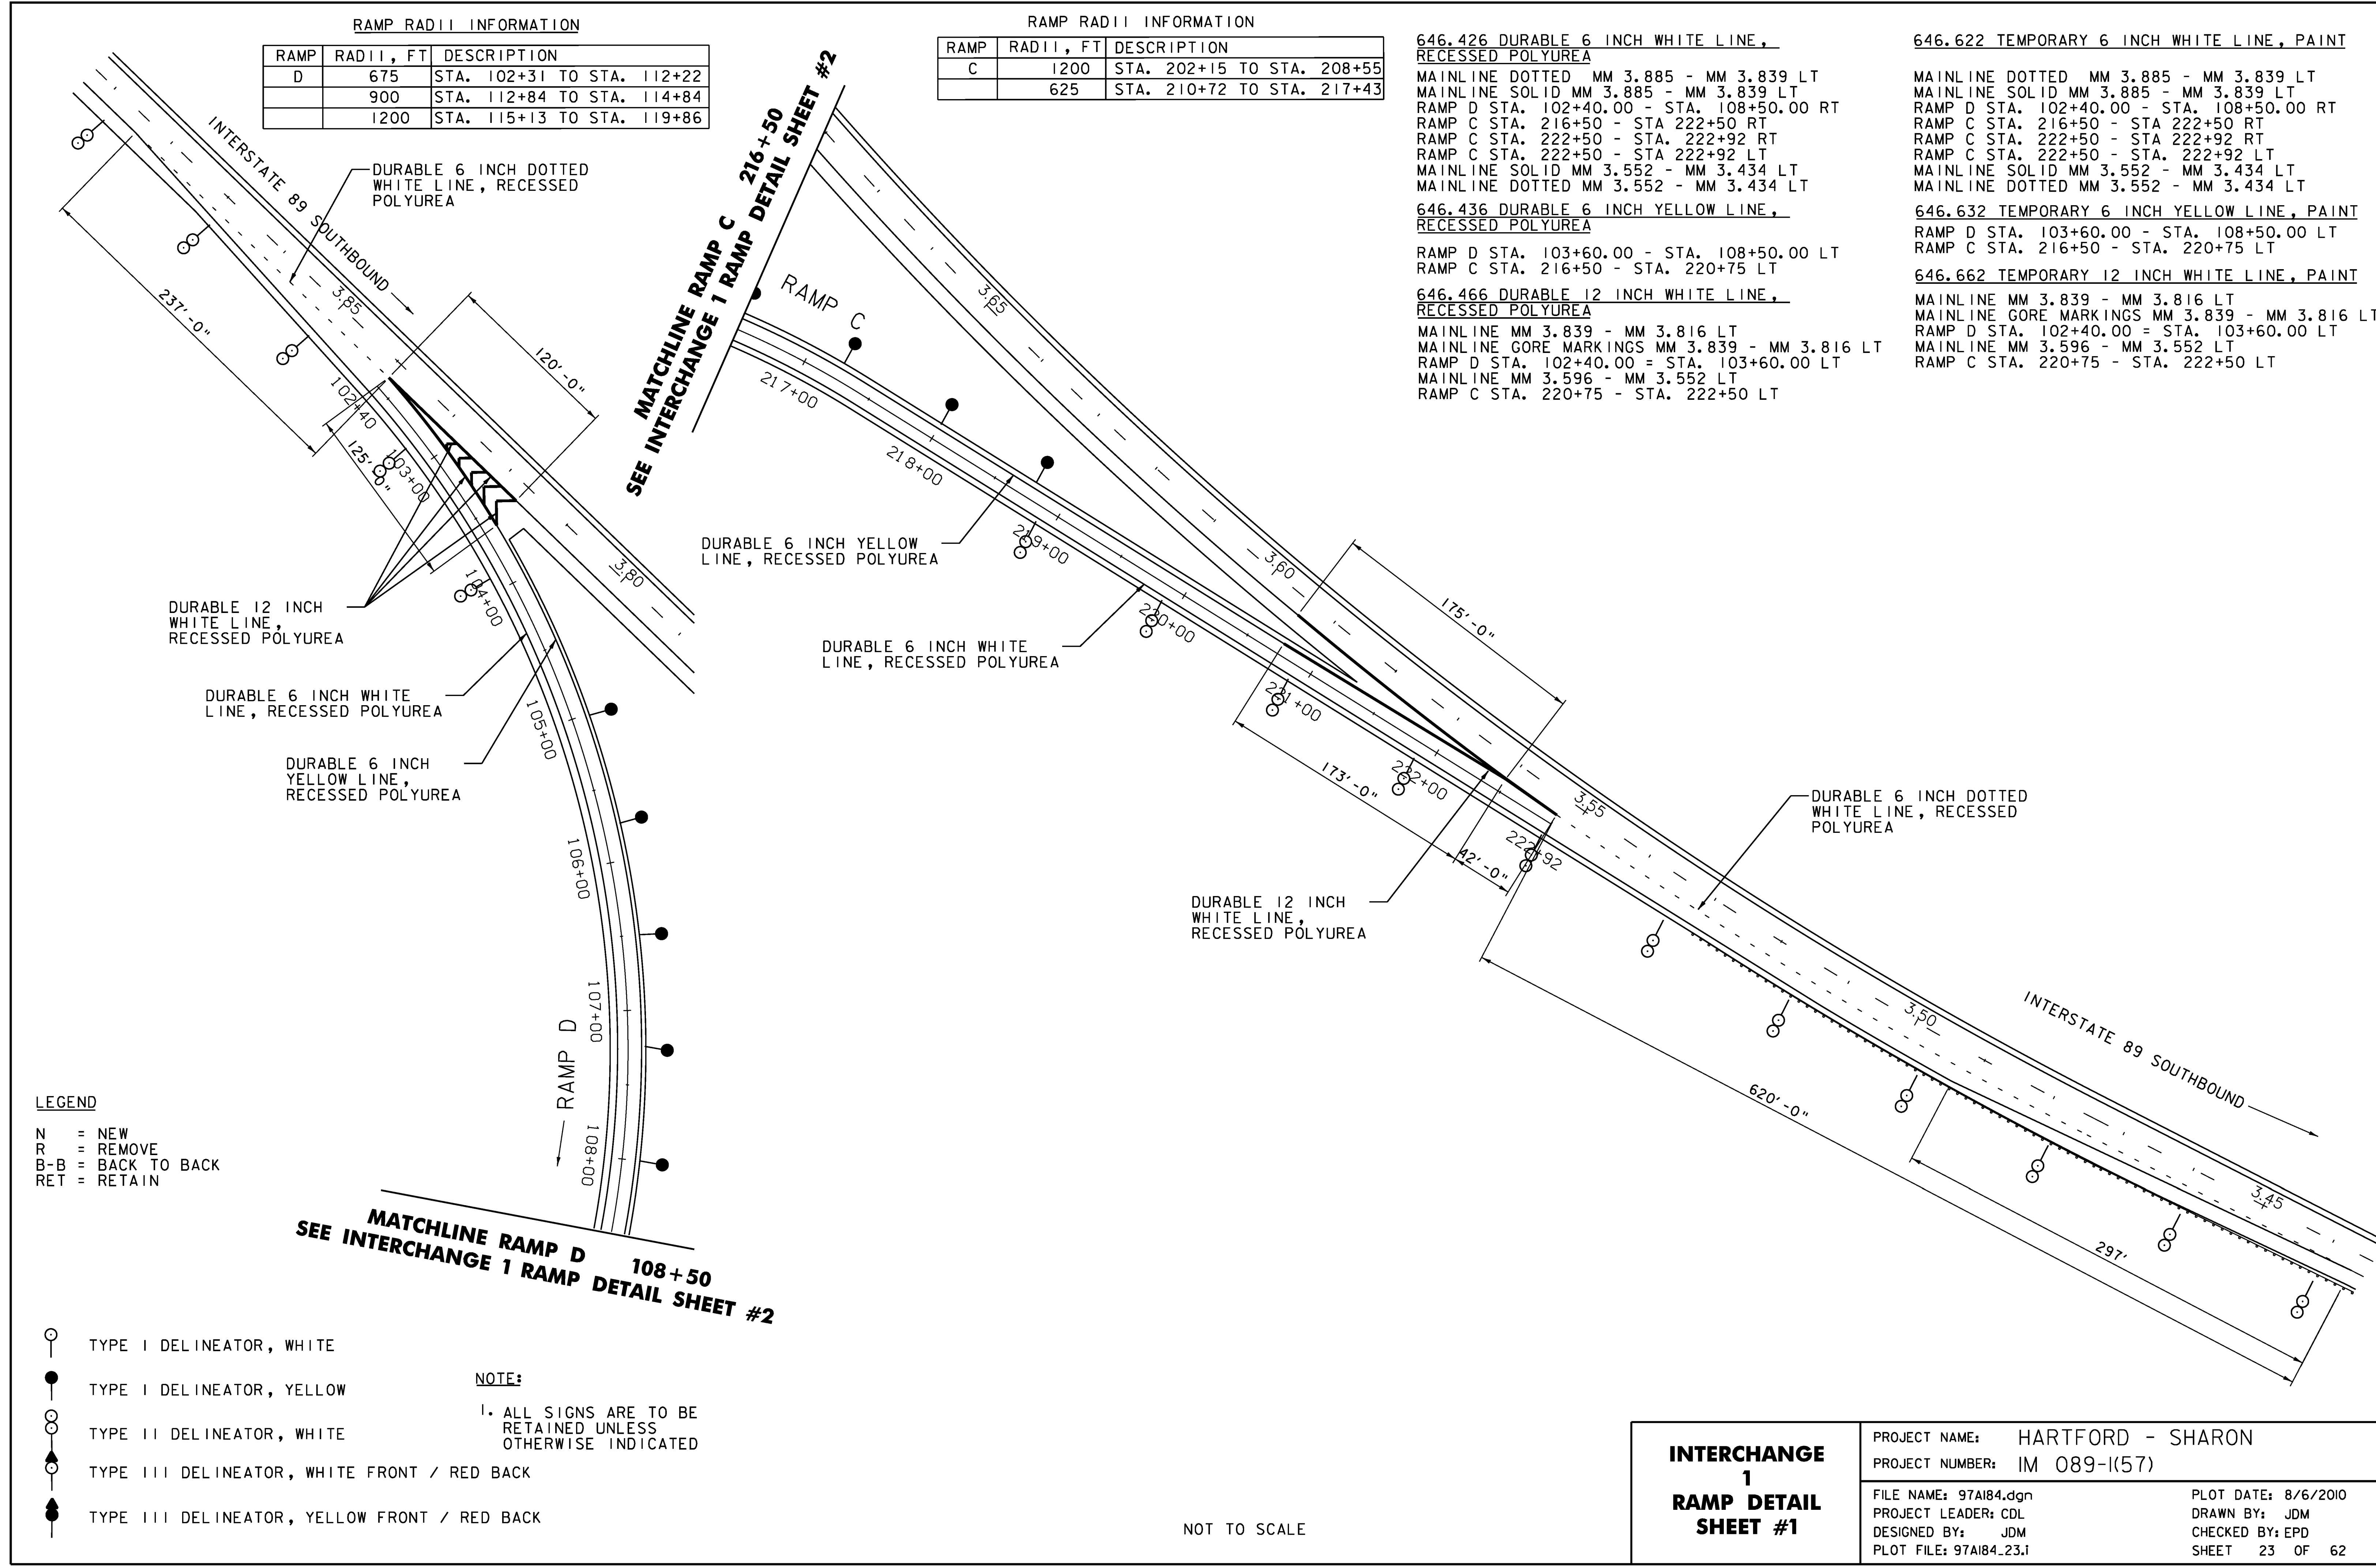 RAMP RADII INFORMATION
RAMP RADII, FT DESCRIPTION
D 675 STA. 102+31 TO STA. 112+22
900 STA. 112+84 TO STA. 114+84
1200 STA. 115+13 TO STA. 119+86
RAMP RADII INFORMATION
RAMP RADII, FT DESCRIPTION
C 1200 STA. 202+15 TO STA. 208+55
625 STA. 210+72 TO STA. 217+43
646.426 DURABLE 6 INCH WHITE LINE,
RECESSED POLYUREA
MAINLINE DOTTED MM 3.885 - MM 3.839 LT
MAINLINE SOLID MM 3.885 - MM 3.839 LT
RAMP D STA. 102+40.00 - STA. 108+50.00 RT
RAMP C STA. 216+50 - STA 222+50 RT
RAMP C STA. 222+50 - STA. 222+92 RT
RAMP C STA. 222+50 - STA 222+92 LT
MAINLINE SOLID MM 3.552 - MM 3.434 LT
MAINLINE DOTTED MM 3.552 - MM 3.434 LT
646.436 DURABLE 6 INCH YELLOW LINE,
RECESSED POLYUREA
RAMP D STA. 103+60.00 - STA. 108+50.00 LT
RAMP C STA. 216+50 - STA. 220+75 LT
646.466 DURABLE 12 INCH WHITE LINE,
RECESSED POLYUREA
MAINLINE MM 3.839 - MM 3.816 LT
MAINLINE GORE MARKINGS MM 3.839 - MM 3.816 LT
RAMP D STA. 102+40.00 = STA. 103+60.00 LT
MAINLINE MM 3.596 - MM 3.552 LT
RAMP C STA. 220+75 - STA. 222+50 LT
646.622 TEMPORARY 6 INCH WHITE LINE, PAINT
MAINLINE DOTTED MM 3.885 - MM 3.839 LT
MAINLINE SOLID MM 3.885 - MM 3.839 LT
RAMP D STA. 102+40.00 - STA. 108+50.00 RT
RAMP C STA. 216+50 - STA 222+50 RT
RAMP C STA. 222+50 - STA 222+92 RT
RAMP C STA. 222+50 - STA. 222+92 LT
MAINLINE SOLID MM 3.552 - MM 3.434 LT
MAINLINE DOTTED MM 3.552 - MM 3.434 LT
646.632 TEMPORARY 6 INCH YELLOW LINE, PAINT
RAMP D STA. 103+60.00 - STA. 108+50.00 LT
RAMP C STA. 216+50 - STA. 220+75 LT
646.662 TEMPORARY 12 INCH WHITE LINE, PAINT
MAINLINE MM 3.839 - MM 3.816 LT
MAINLINE GORE MARKINGS MM 3.839 - MM 3.816 LT
RAMP D STA. 102+40.00 = STA. 103+60.00 LT
MAINLINE MM 3.596 - MM 3.552 LT
RAMP C STA. 220+75 - STA. 222+50 LT
INTERSTATE 89 SOUTHBOUND
DURABLE 6 INCH DOTTED
WHITE LINE, RECESSED
POLYUREA
3.85
237'-0"
120'-0"
102+40
125'-0"
103+00
3.80
104+00
DURABLE 12 INCH
WHITE LINE,
RECESSED POLYUREA
DURABLE 6 INCH WHITE
LINE, RECESSED POLYUREA
105+00
DURABLE 6 INCH
YELLOW LINE,
RECESSED POLYUREA
106+00
107+00
RAMP D
108+00
MATCHLINE RAMP D 108+50
SEE INTERCHANGE 1 RAMP DETAIL SHEET #2
MATCHLINE RAMP C 216+50
SEE INTERCHANGE 1 RAMP DETAIL SHEET #2
RAMP C
3.65
217+00
218+00
219+00
DURABLE 6 INCH YELLOW
LINE, RECESSED POLYUREA
3.60
220+00
175'-0"
DURABLE 6 INCH WHITE
LINE, RECESSED POLYUREA
221+00
173'-0"
222+00
3.55
222+92
42'-0"
DURABLE 6 INCH DOTTED
WHITE LINE, RECESSED
POLYUREA
DURABLE 12 INCH
WHITE LINE,
RECESSED POLYUREA
3.50
INTERSTATE 89 SOUTHBOUND
620'-0"
3.45
297'
LEGEND
N = NEW
R = REMOVE
B-B = BACK TO BACK
RET = RETAIN
TYPE I DELINEATOR, WHITE
TYPE I DELINEATOR, YELLOW
TYPE II DELINEATOR, WHITE
TYPE III DELINEATOR, WHITE FRONT / RED BACK
TYPE III DELINEATOR, YELLOW FRONT / RED BACK
NOTE:
1. ALL SIGNS ARE TO BE
RETAINED UNLESS
OTHERWISE INDICATED
NOT TO SCALE
INTERCHANGE
1
RAMP DETAIL
SHEET #1
PROJECT NAME: HARTFORD - SHARON
PROJECT NUMBER: IM 089-1(57)
FILE NAME: 97A184.dgn PLOT DATE: 8/6/2010
PROJECT LEADER: CDL DRAWN BY: JDM
DESIGNED BY: JDM CHECKED BY: EPD
PLOT FILE: 97A184_23.i SHEET 23 OF 62